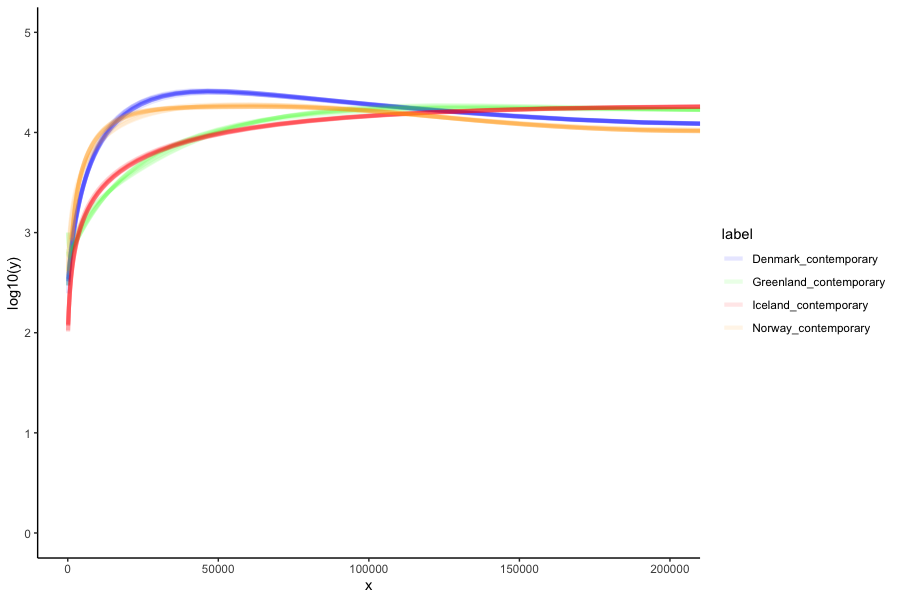 5
4
3
2
1
0
log10(y)
0 50000 100000 150000 200000
x
label
Denmark_contemporary
Greenland_contemporary
Iceland_contemporary
Norway_contemporary